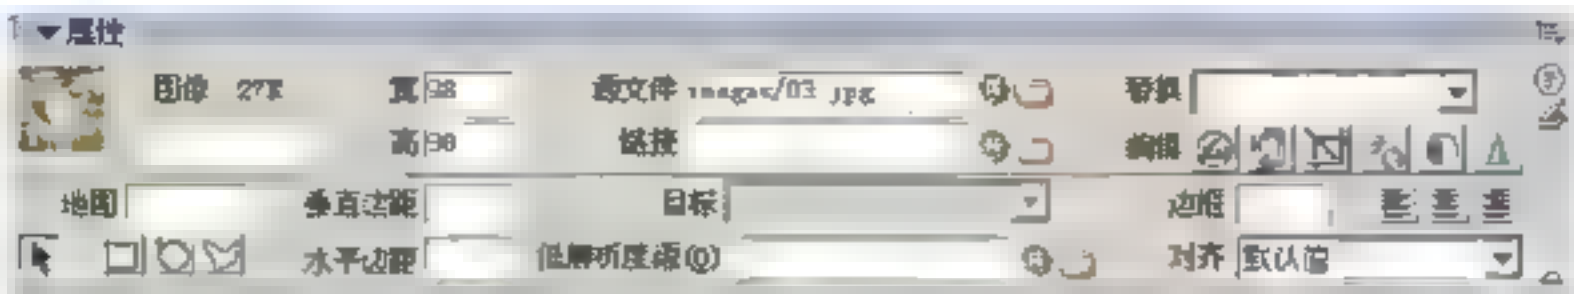 属性
图像 27K 宽 98 源文件 images/03.jpg 替换
高 90 链接 编辑
地图 垂直边距 目标 边框
水平边距 低解析度源(O) 对齐 默认值